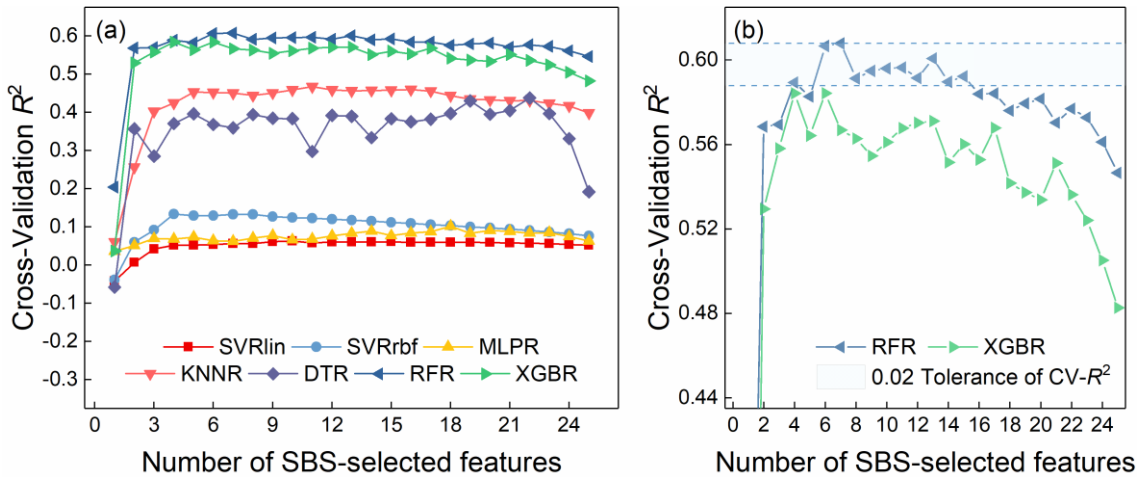 (a)
Cross-Validation R²
0.6
0.5
0.4
0.3
0.2
0.1
0.0
-0.1
-0.2
-0.3
SVRlin SVRrbf MLPR
KNNR DTR RFR XGBR
0 3 6 9 12 15 18 21 24
Number of SBS-selected features
(b)
Cross-Validation R²
0.60
0.56
0.52
0.48
0.44
RFR XGBR
0.02 Tolerance of CV-R²
0 2 4 6 8 10 12 14 16 18 20 22 24
Number of SBS-selected features